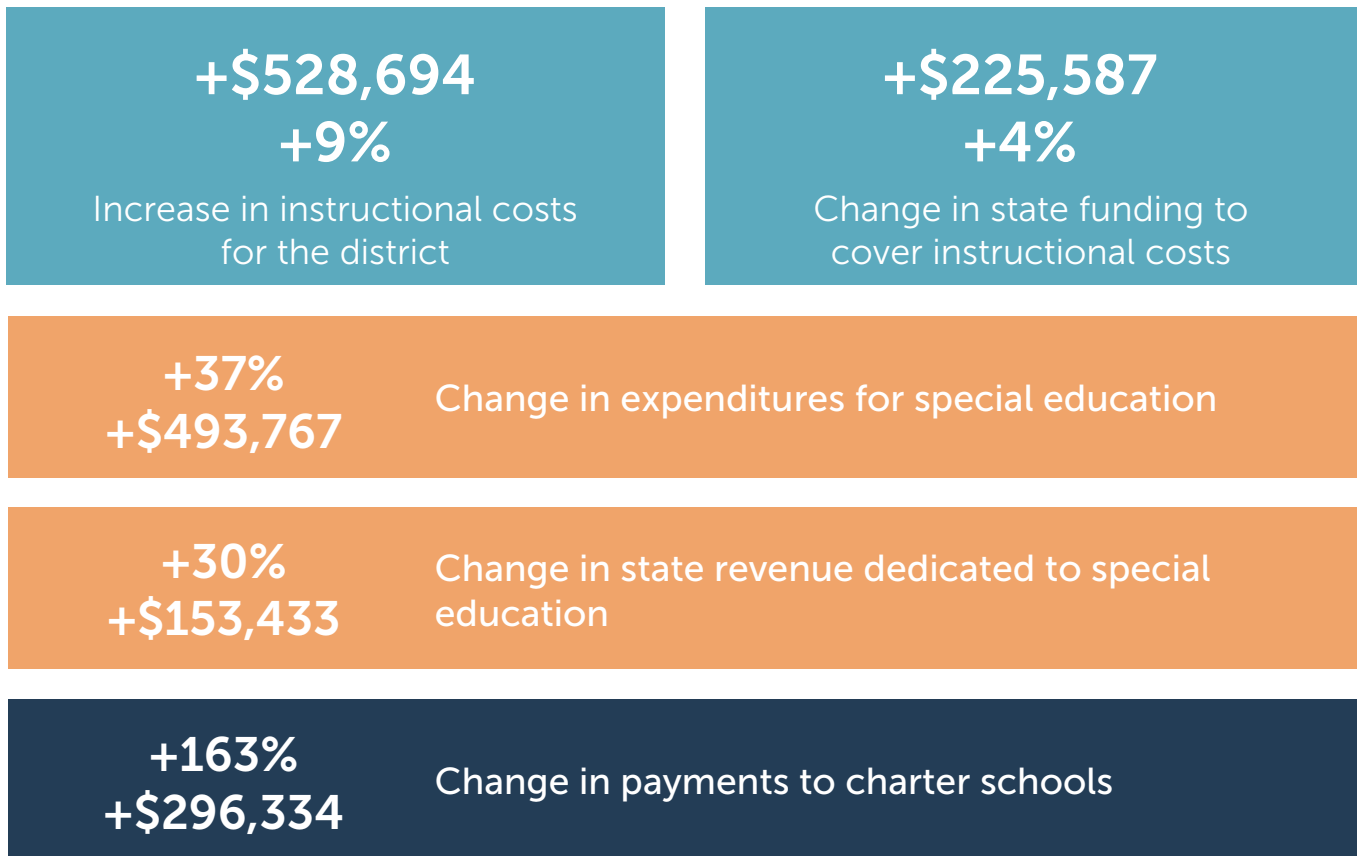 +$528,694
+9%
Increase in instructional costs
for the district
+$225,587
+4%
Change in state funding to
cover instructional costs
+37%
+$493,767
Change in expenditures for special education
+30%
+$153,433
Change in state revenue dedicated to special
education
+163%
+$296,334
Change in payments to charter schools